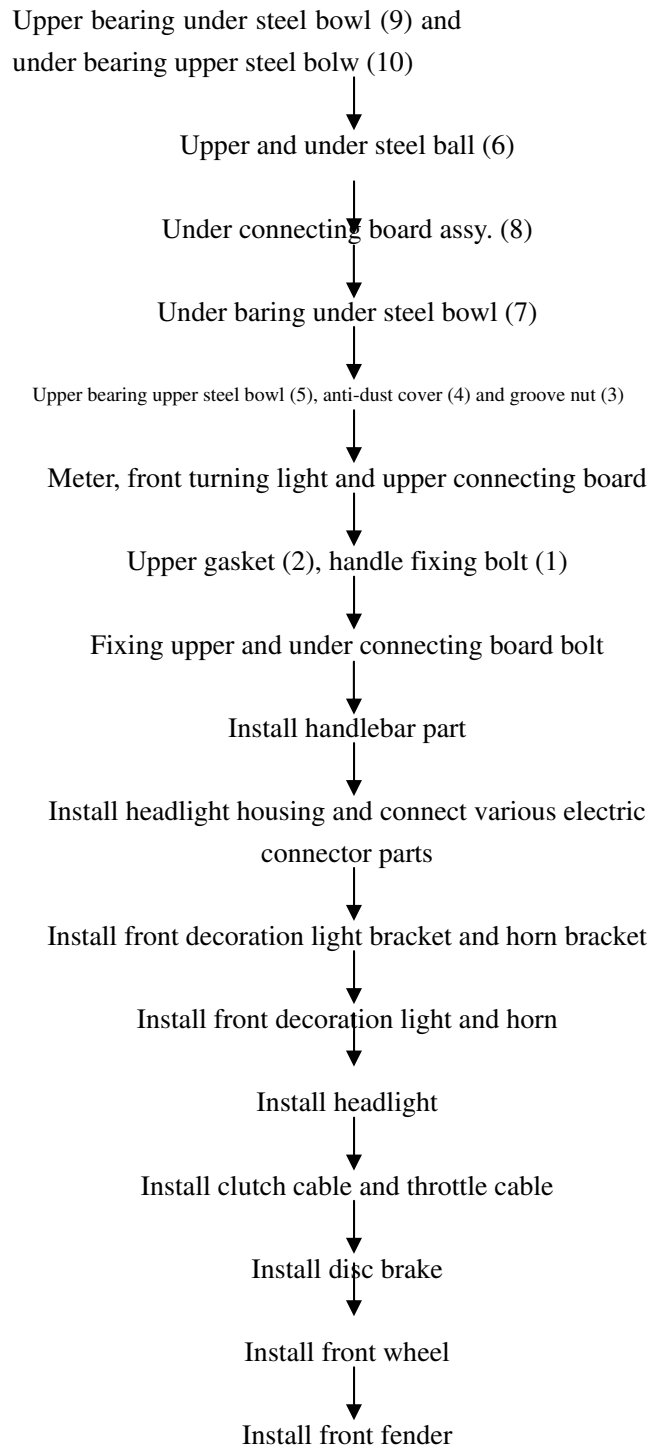 Upper bearing under steel bowl (9) and
under bearing upper steel bolw (10)
Upper and under steel ball (6)
Under connecting board assy. (8)
Under baring under steel bowl (7)
Upper bearing upper steel bowl (5), anti-dust cover (4) and groove nut (3)
Meter, front turning light and upper connecting board
Upper gasket (2), handle fixing bolt (1)
Fixing upper and under connecting board bolt
Install handlebar part
Install headlight housing and connect various electric
connector parts
Install front decoration light bracket and horn bracket
Install front decoration light and horn
Install headlight
Install clutch cable and throttle cable
Install disc brake
Install front wheel
Install front fender